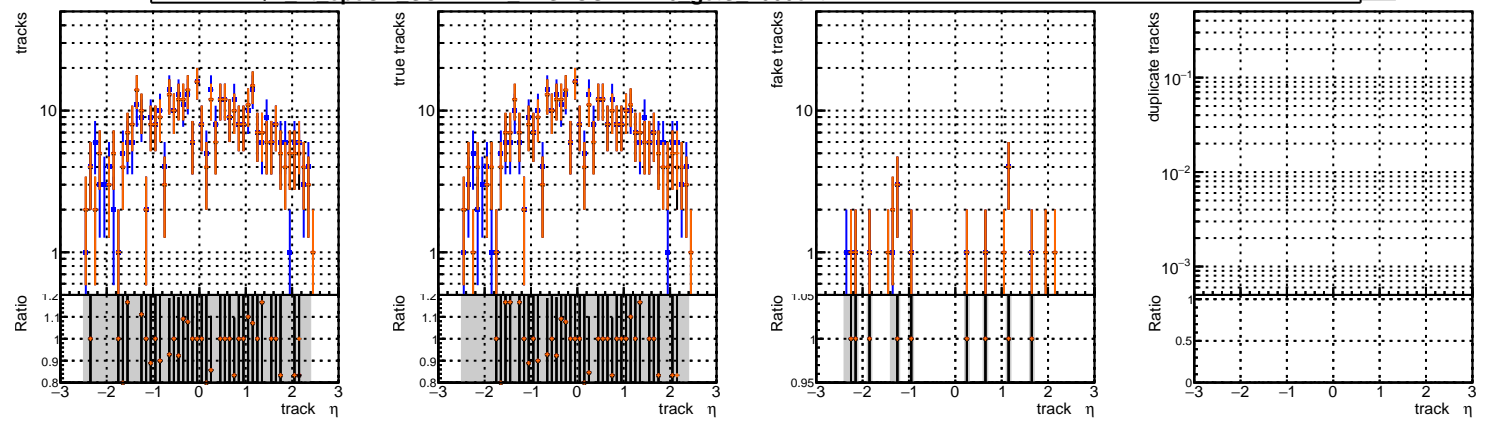 tracks
10
1
Ratio
1.2
1.1
1.0
0.9
0.8
−3 −2 −1 0 1 2 3
track η
true tracks
10
1
Ratio
1.2
1.1
1.0
0.9
0.8
−3 −2 −1 0 1 2 3
track η
fake tracks
10
1
Ratio
1.05
1.0
0.95
−3 −2 −1 0 1 2 3
track η
duplicate tracks
10−1
10−2
10−3
Ratio
1
0.5
0
−3 −2 −1 0 1 2 3
track η